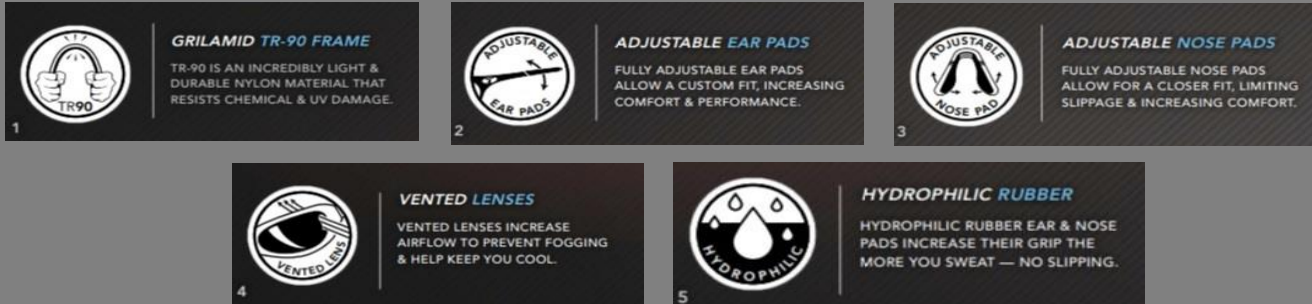 TR90
GRILAMID TR-90 FRAME
TR-90 IS AN INCREDIBLY LIGHT &
DURABLE NYLON MATERIAL THAT
RESISTS CHEMICAL & UV DAMAGE.
1
ADJUSTABLE
EAR PADS
ADJUSTABLE EAR PADS
FULLY ADJUSTABLE EAR PADS
ALLOW A CUSTOM FIT, INCREASING
COMFORT & PERFORMANCE.
2
ADJUSTABLE
NOSE PAD
ADJUSTABLE NOSE PADS
FULLY ADJUSTABLE NOSE PADS
ALLOW FOR A CLOSER FIT, LIMITING
SLIPPAGE & INCREASING COMFORT.
3
VENTED LENS
VENTED LENSES
VENTED LENSES INCREASE
AIRFLOW TO PREVENT FOGGING
& HELP KEEP YOU COOL.
4
HYDROPHILIC
HYDROPHILIC RUBBER
HYDROPHILIC RUBBER EAR & NOSE
PADS INCREASE THEIR GRIP THE
MORE YOU SWEAT — NO SLIPPING.
5